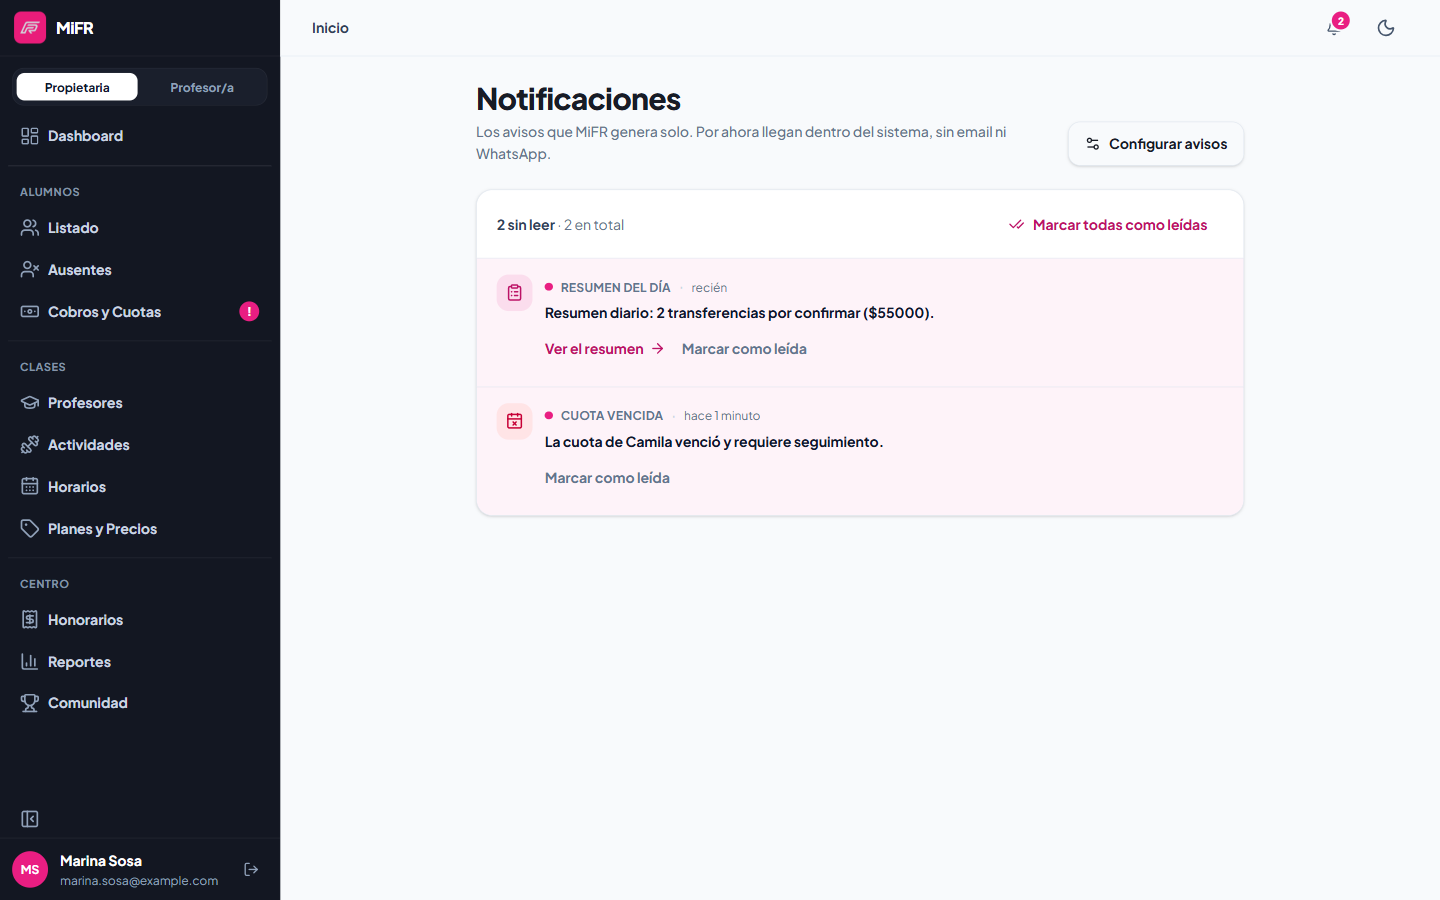 MiFR
Propietaria
Profesor/a
Dashboard
ALUMNOS
Listado
Ausentes
Cobros y Cuotas
!
CLASES
Profesores
Actividades
Horarios
Planes y Precios
CENTRO
Honorarios
Reportes
Comunidad
MS
Marina Sosa
marina.sosa@example.com
Inicio
2
Notificaciones
Los avisos que MiFR genera solo. Por ahora llegan dentro del sistema, sin email ni
WhatsApp.
Configurar avisos
2 sin leer · 2 en total
Marcar todas como leídas
RESUMEN DEL DÍA · recién
Resumen diario: 2 transferencias por confirmar ($55000).
Ver el resumen → Marcar como leída
CUOTA VENCIDA · hace 1 minuto
La cuota de Camila venció y requiere seguimiento.
Marcar como leída